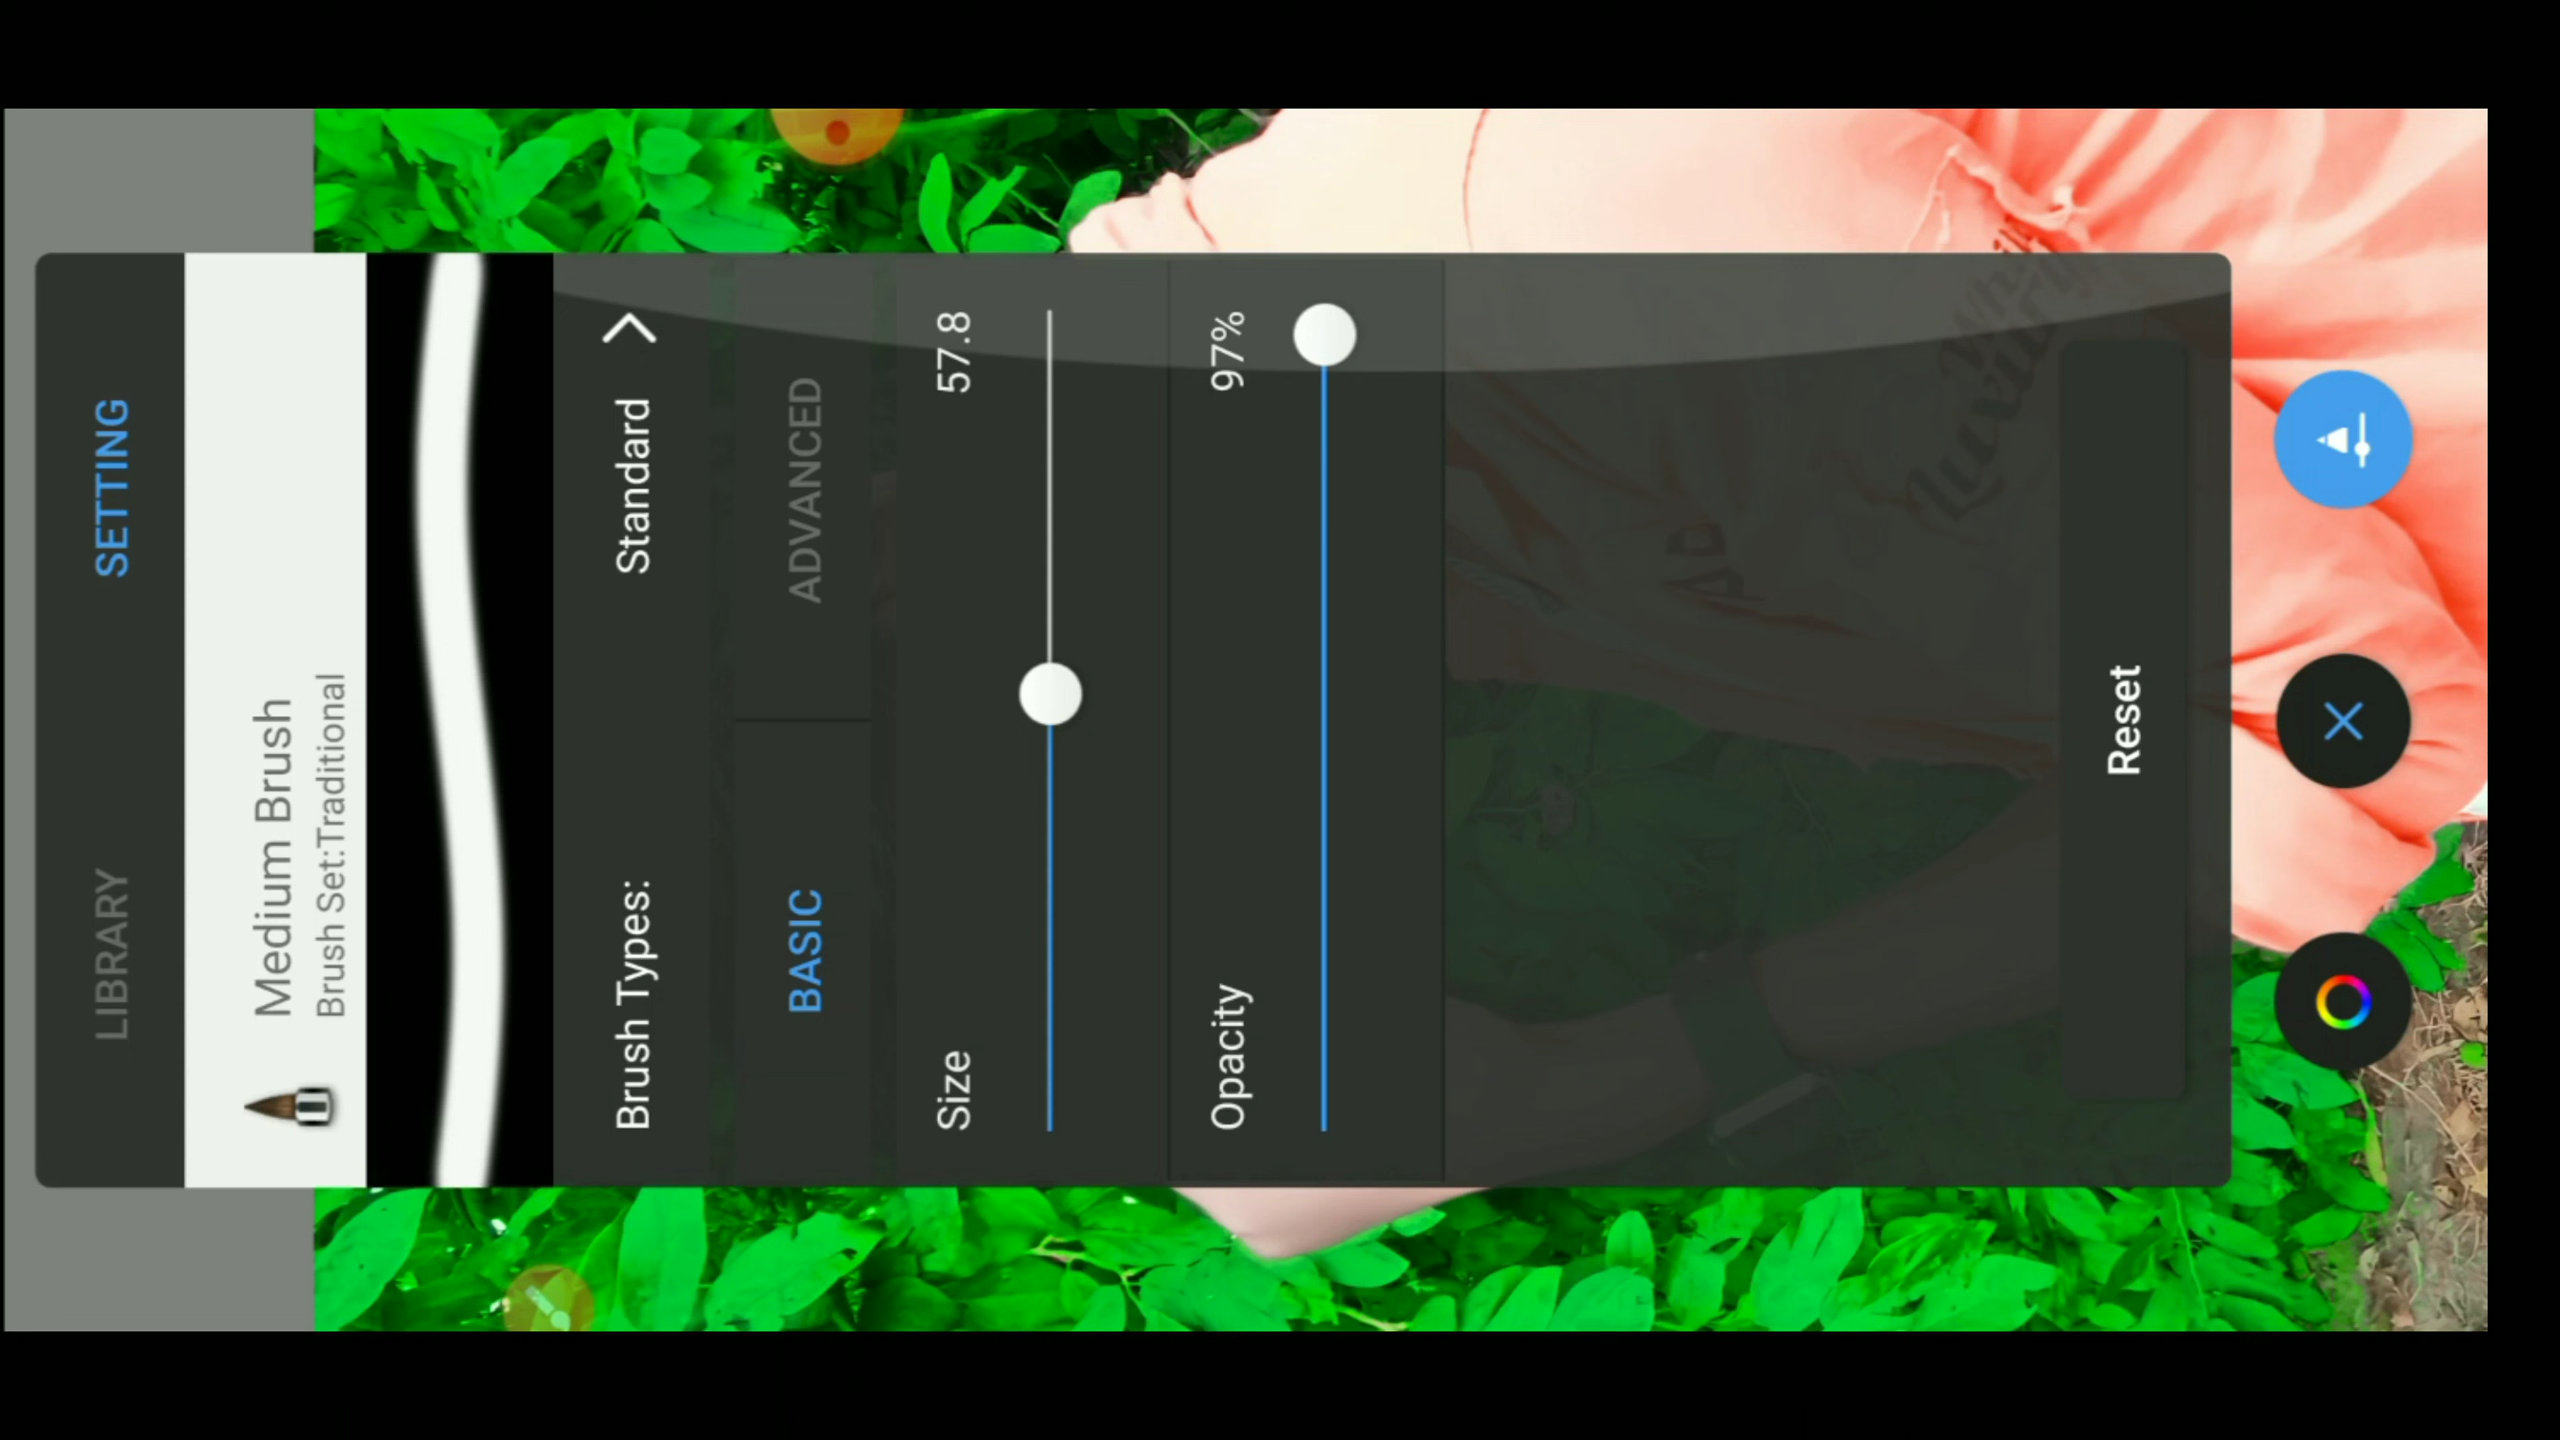 LIBRARY SETTING
Medium Brush
Brush Set:Traditional
Brush Types: Standard
BASIC ADVANCED
Size 57.8
Opacity 97%
Reset